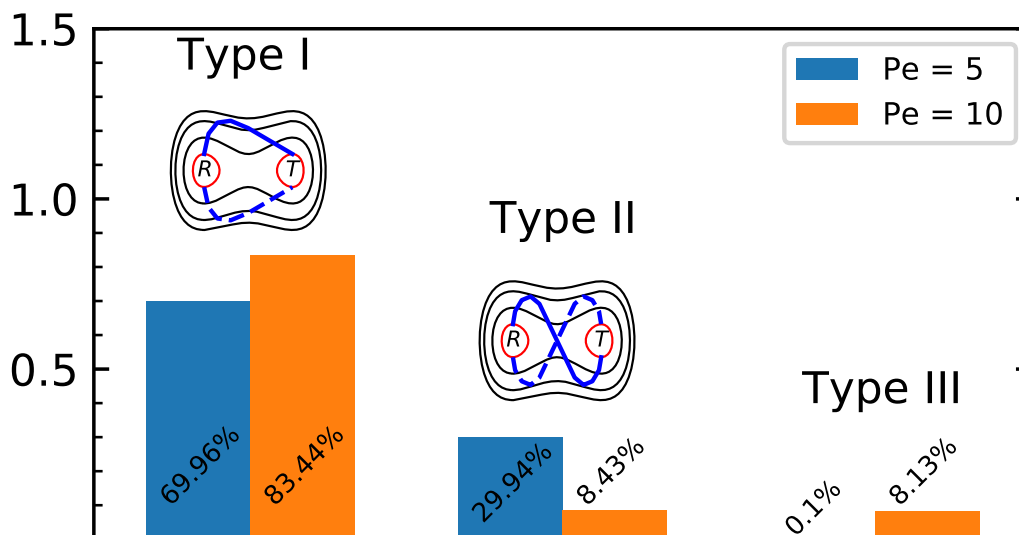 1.5
1.0
0.5
Type I
R
T
69.96%
83.44%
Type II
R
T
29.94%
8.43%
Type III
0.1%
8.13%
Pe = 5
Pe = 10